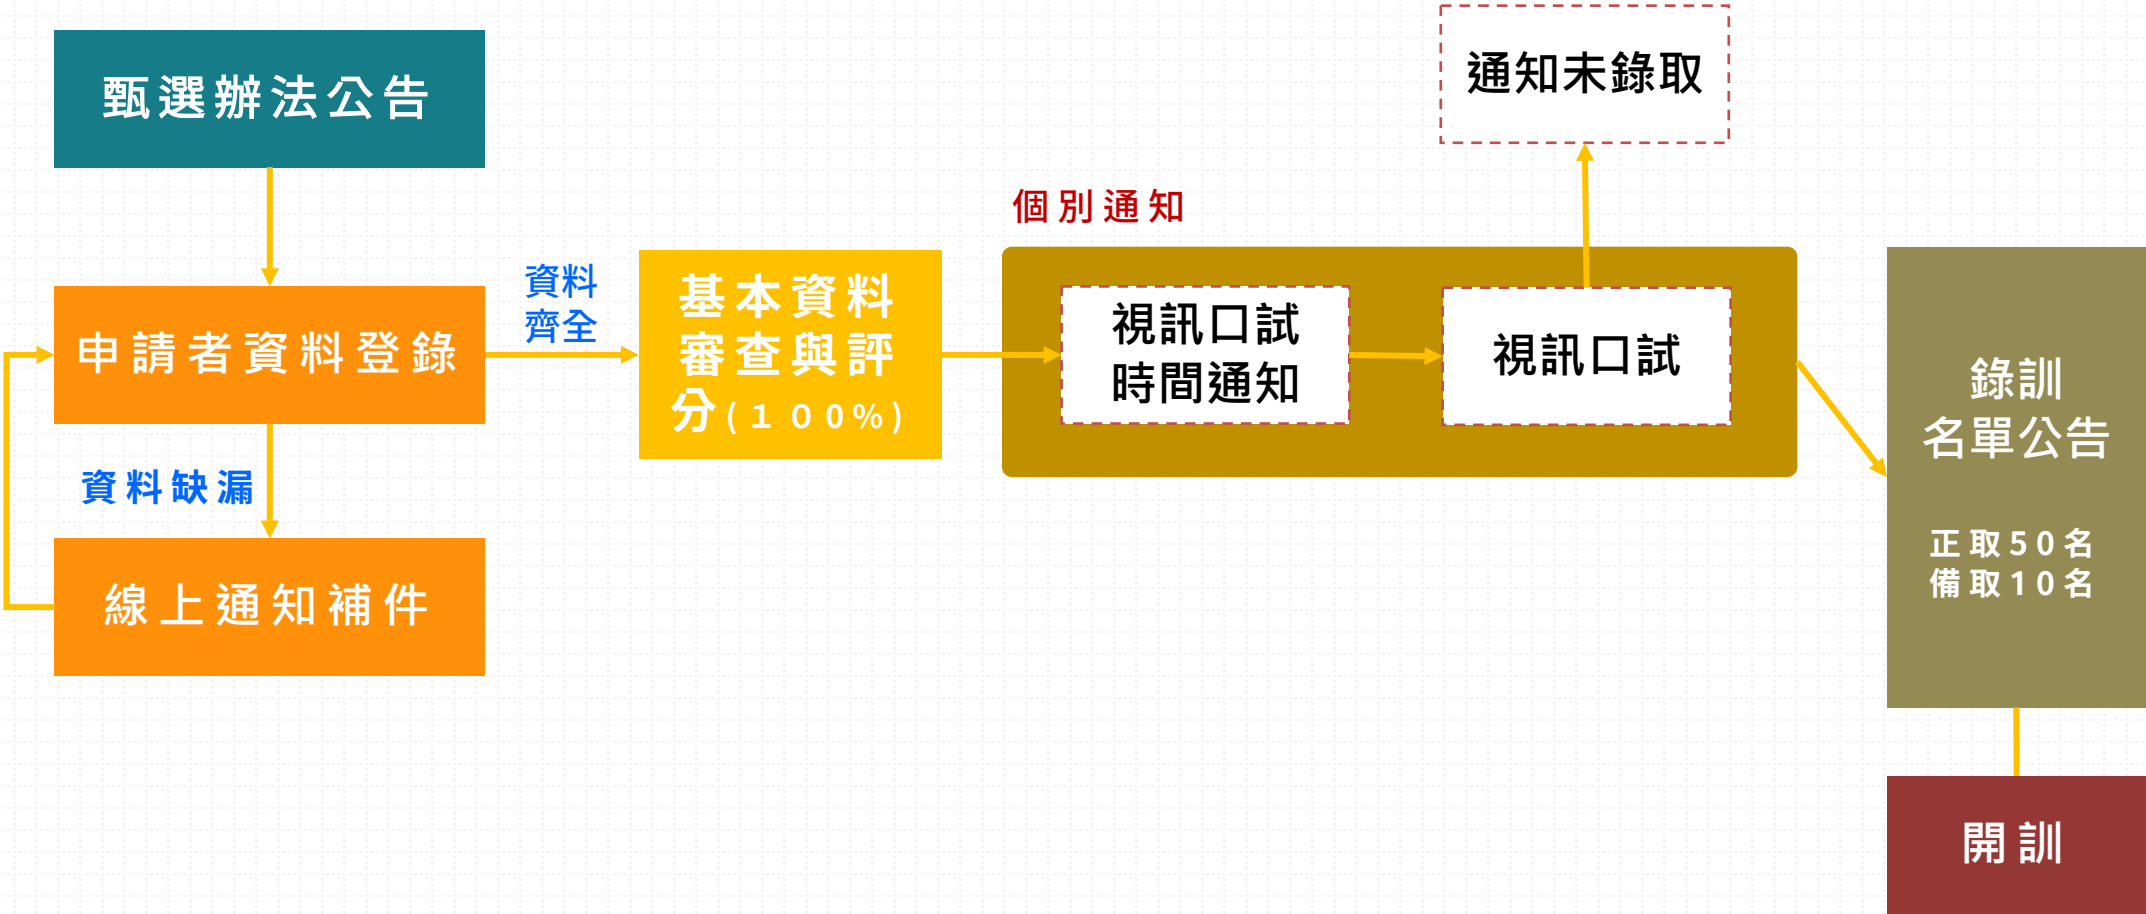 甄選辦法公告
申請者資料登錄
資料缺漏
線上通知補件
資料
齊全
基本資料
審查與評
分(１００%)
個別通知
視訊口試
時間通知
視訊口試
通知未錄取
錄訓
名單公告
正取50名
備取10名
開訓